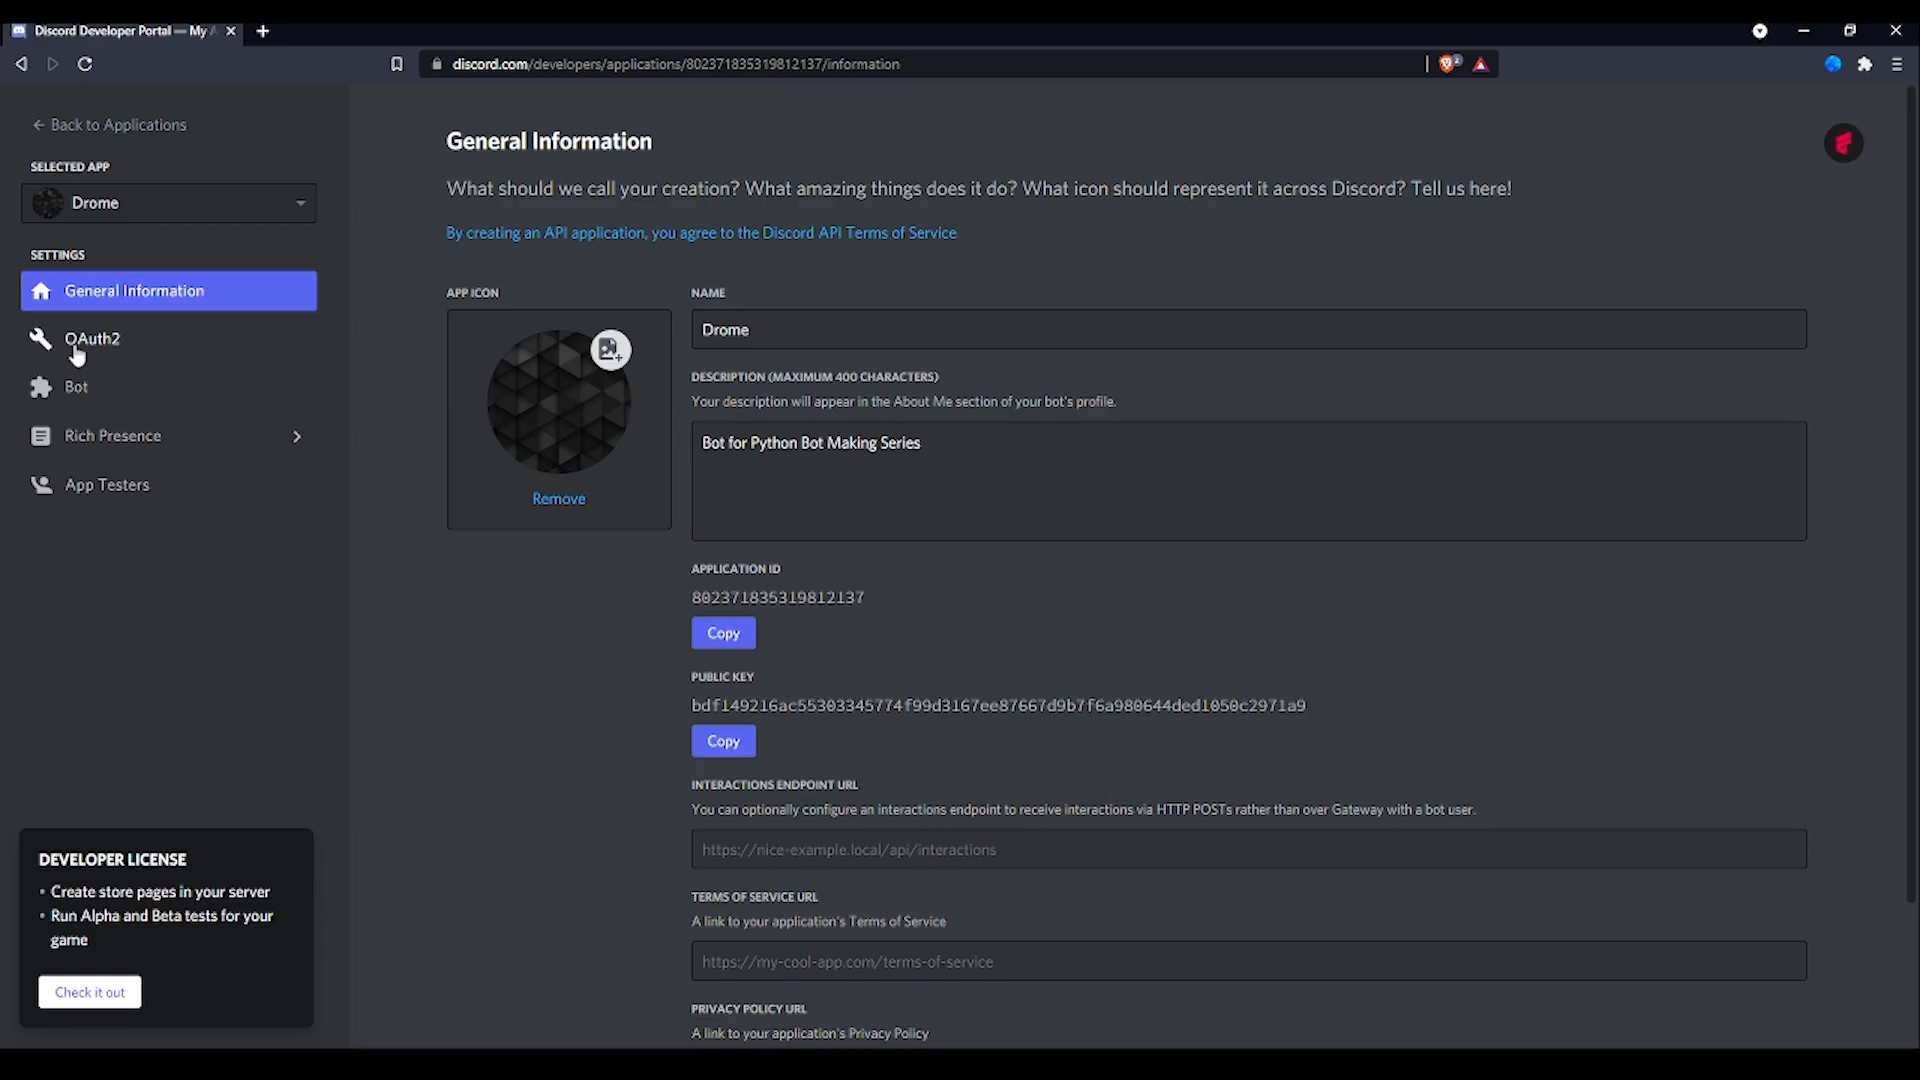 Discord Developer Portal — My A
discord.com/developers/applications/802371835319812137/information
2
← Back to Applications
SELECTED APP
Drome
SETTINGS
General Information
OAuth2
Bot
Rich Presence
App Testers
DEVELOPER LICENSE
• Create store pages in your server
• Run Alpha and Beta tests for your
game
Check it out
General Information
What should we call your creation? What amazing things does it do? What icon should represent it across Discord? Tell us here!
By creating an API application, you agree to the Discord API Terms of Service
APP ICON
Remove
NAME
Drome
DESCRIPTION (MAXIMUM 400 CHARACTERS)
Your description will appear in the About Me section of your bot's profile.
Bot for Python Bot Making Series
APPLICATION ID
802371835319812137
Copy
PUBLIC KEY
bdf149216ac55303345774f99d3167ee87667d9b7f6a980644ded1050c2971a9
Copy
INTERACTIONS ENDPOINT URL
You can optionally configure an interactions endpoint to receive interactions via HTTP POSTs rather than over Gateway with a bot user.
https://nice-example.local/api/interactions
TERMS OF SERVICE URL
A link to your application's Terms of Service
https://my-cool-app.com/terms-of-service
PRIVACY POLICY URL
A link to your application's Privacy Policy